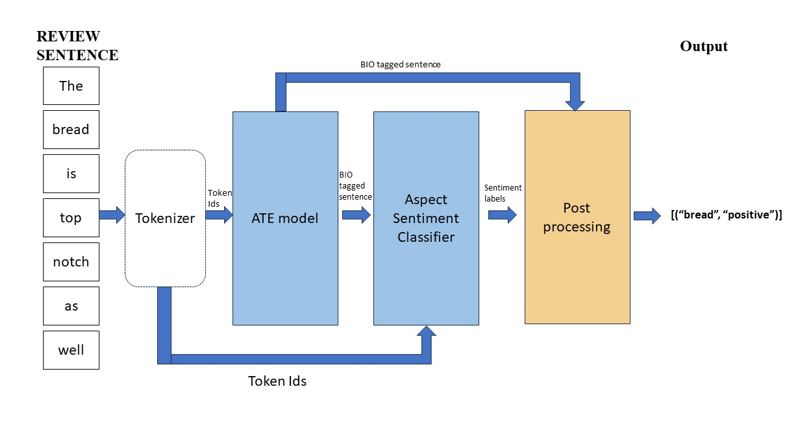 REVIEW
SENTENCE
The
bread
is
top
notch
as
well
Tokenizer
Token
Ids
ATE model
BIO tagged sentence
BIO
tagged
sentence
Aspect
Sentiment
Classifier
Sentiment
labels
Post
processing
Output
[(“bread”, “positive”)]
Token Ids